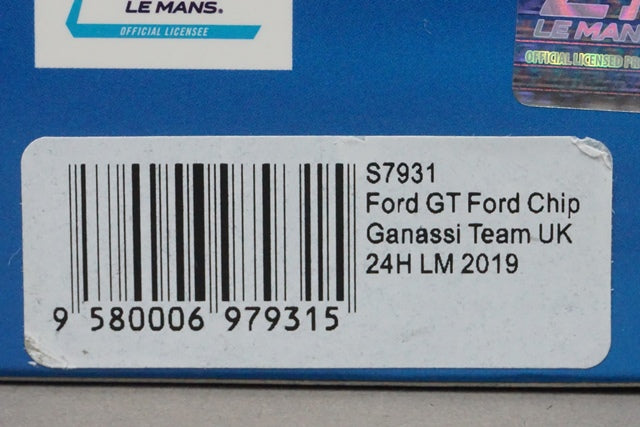 LE MANS.
OFFICIAL LICENSEE
LE MANS
OFFICIAL LICENSED
S7931
Ford GT Ford Chip
Ganassi Team UK
24H LM 2019
9 580006 979315